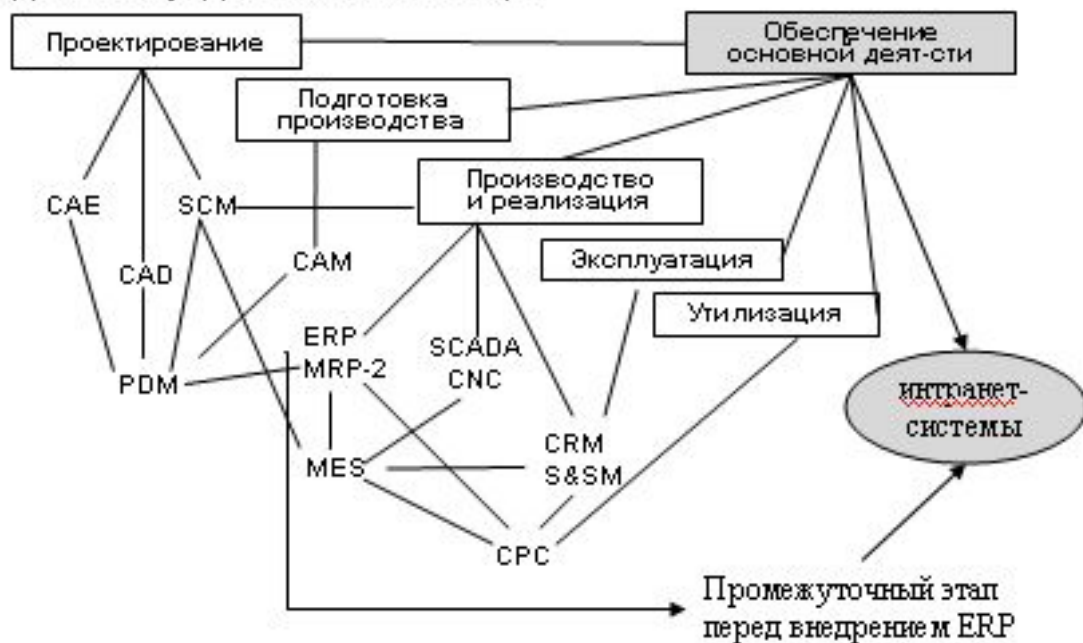 Проектирование
Обеспечение
основной деят-сти
Подготовка
производства
Производство
и реализация
CAE
SCM
CAD
CAM
Эксплуатация
Утилизация
ERP
MRP-2
SCADA
CNC
PDM
интранет-
системы
CRM
S&SM
MES
CPC
Промежуточный этап
перед внедрением ERP